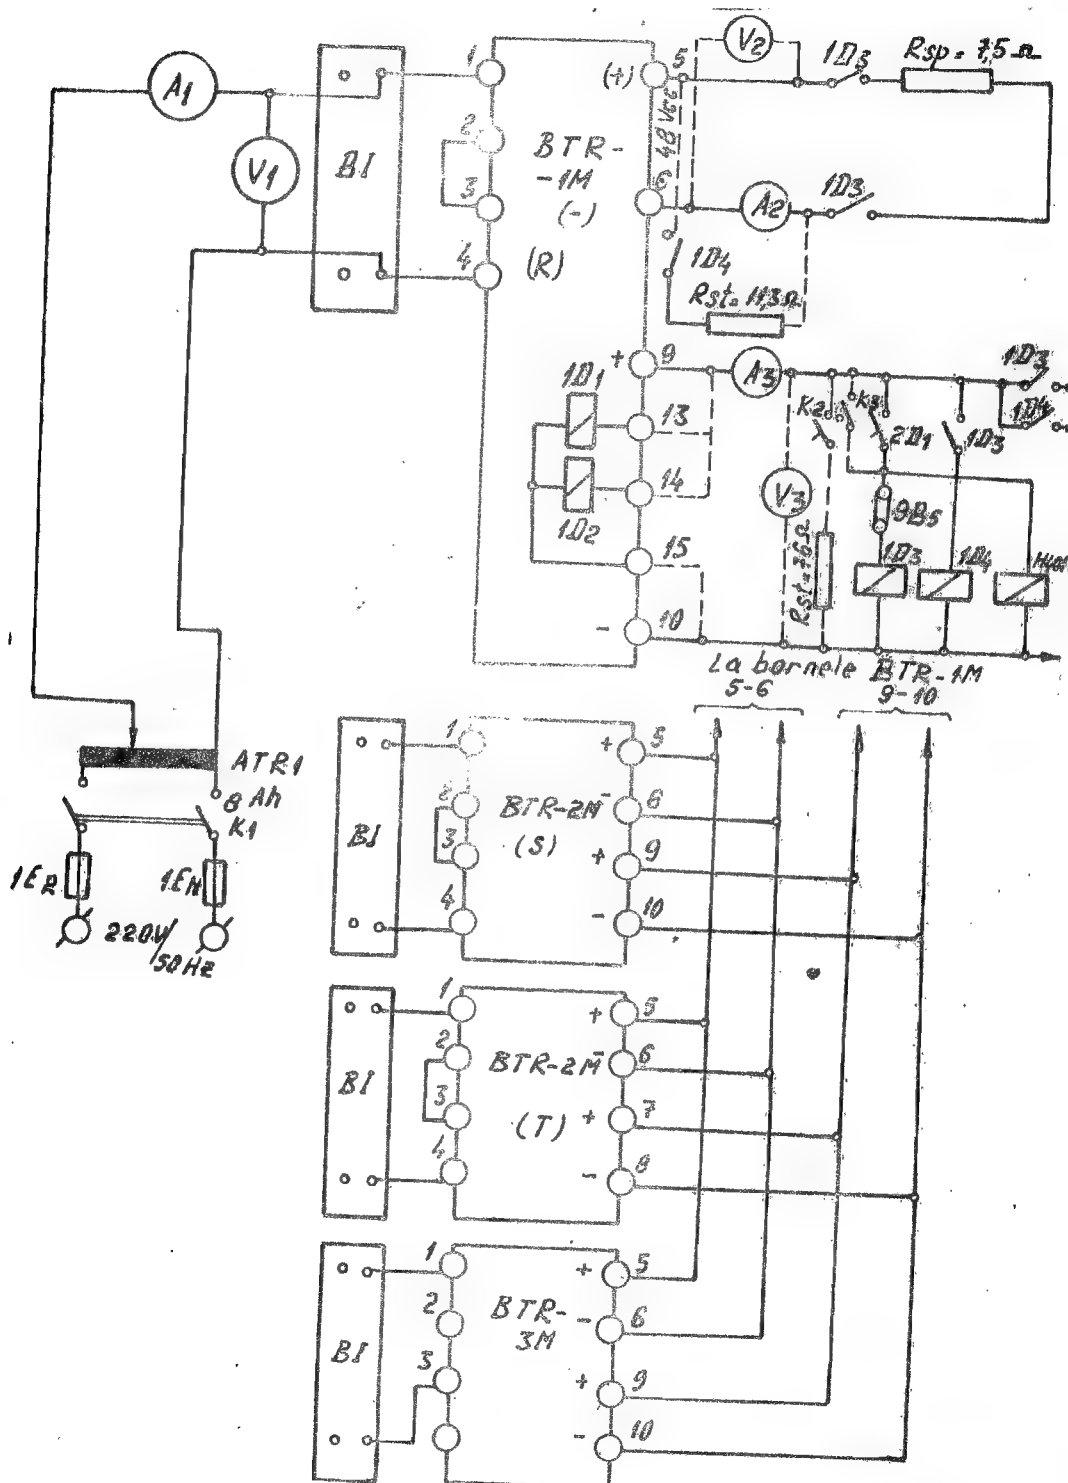 A1
V1
BI
1
2
3
4
BTR-
-1M
(-)
(R)
(+)
5
6
48 Vcc
V2
1D3
Rsp = 7,5 Ω
A2
1D3
1D4
Rst = 11,3 Ω
+ 9
13
14
15
- 10
1D1
1D2
A3
V3
K2
K3
2D1
1D3
1D3
1D4
9B5
Rst = 76 Ω
1D3
1D4
La bornele BTR-1M
5-6
9-10
ATR1
8 Ah
K1
1ER
1EN
220V/
50Hz
BI
1
2
3
4
BTR-2M
(S)
+ 5
- 6
+ 9
- 10
BI
1
2
3
4
BTR-2M
(T)
+ 5
- 6
+ 7
- 8
BI
1
2
3
BTR-
3M
+ 5
- 6
+ 9
- 10